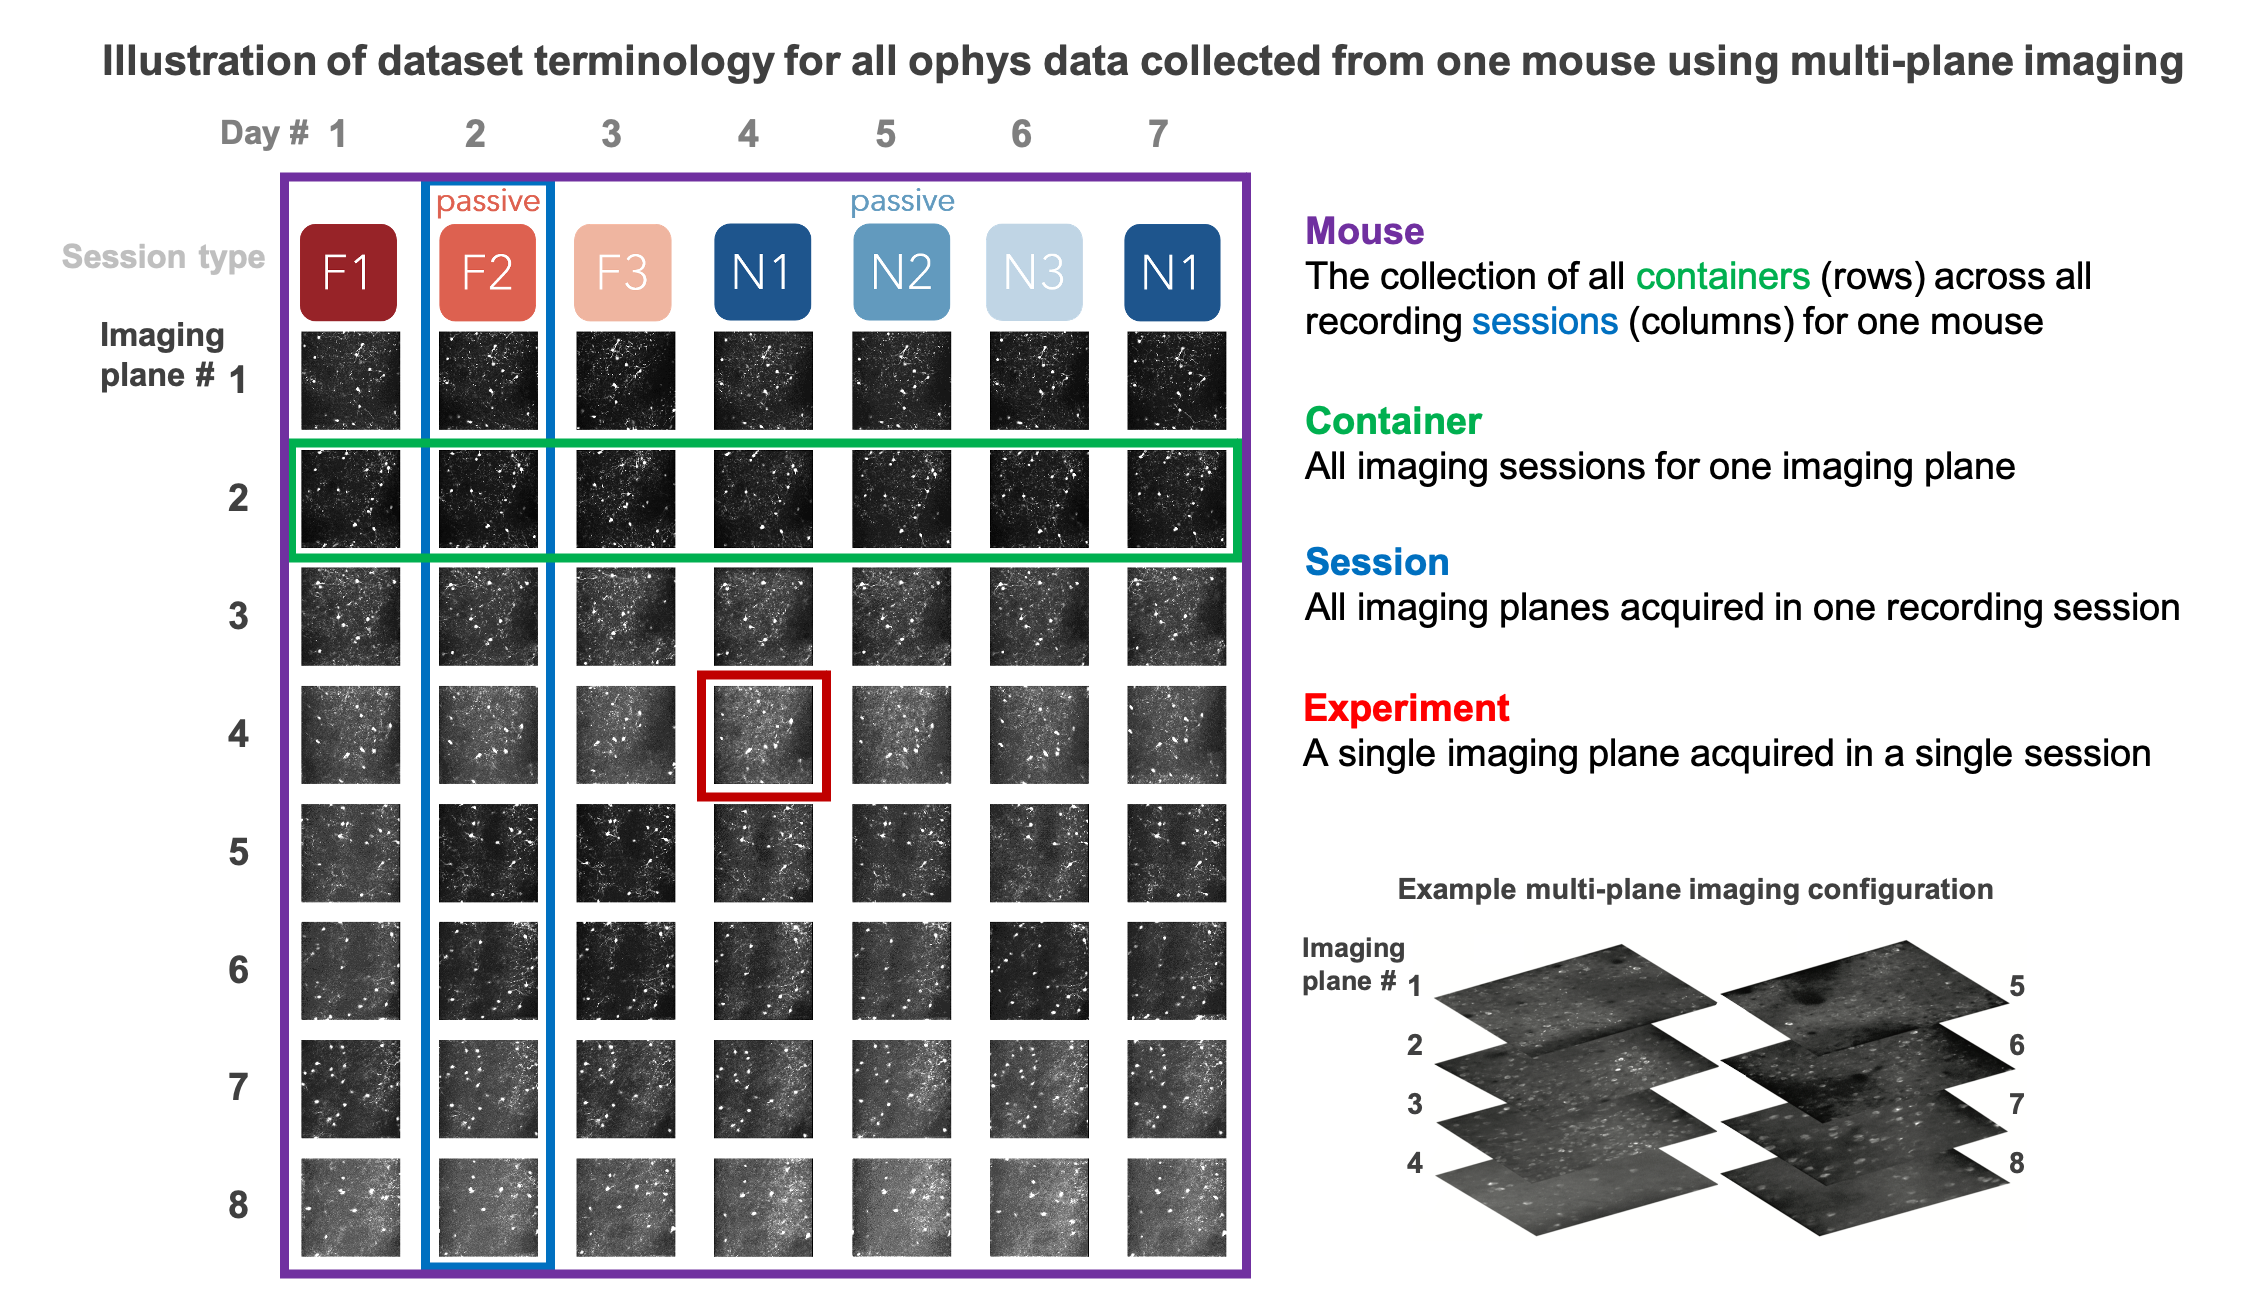 Illustration of dataset terminology for all ophys data collected from one mouse using multi-plane imaging
Day # 1 2 3 4 5 6 7
passive passive
Session type F1 F2 F3 N1 N2 N3 N1
Imaging
plane # 1
2
3
4
5
6
7
8
Mouse
The collection of all containers (rows) across all
recording sessions (columns) for one mouse
Container
All imaging sessions for one imaging plane
Session
All imaging planes acquired in one recording session
Experiment
A single imaging plane acquired in a single session
Example multi-plane imaging configuration
Imaging
plane # 1 5
2 6
3 7
4 8